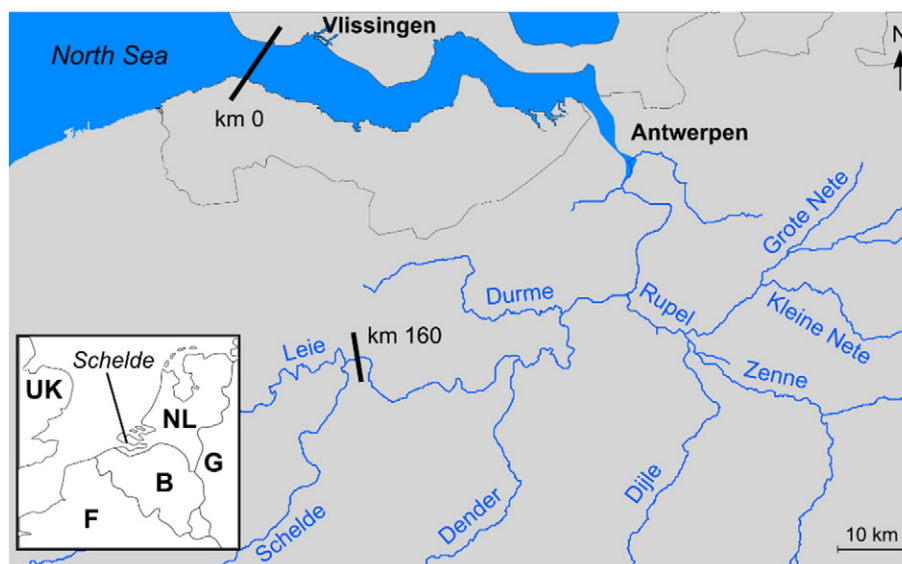 North Sea
Vlissingen
N
km 0
Antwerpen
Grote Nete
Durme
Rupel
Kleine Nete
km 160
Leie
Zenne
Schelde
UK
NL
G
B
F
Schelde
Dender
Dijle
10 km